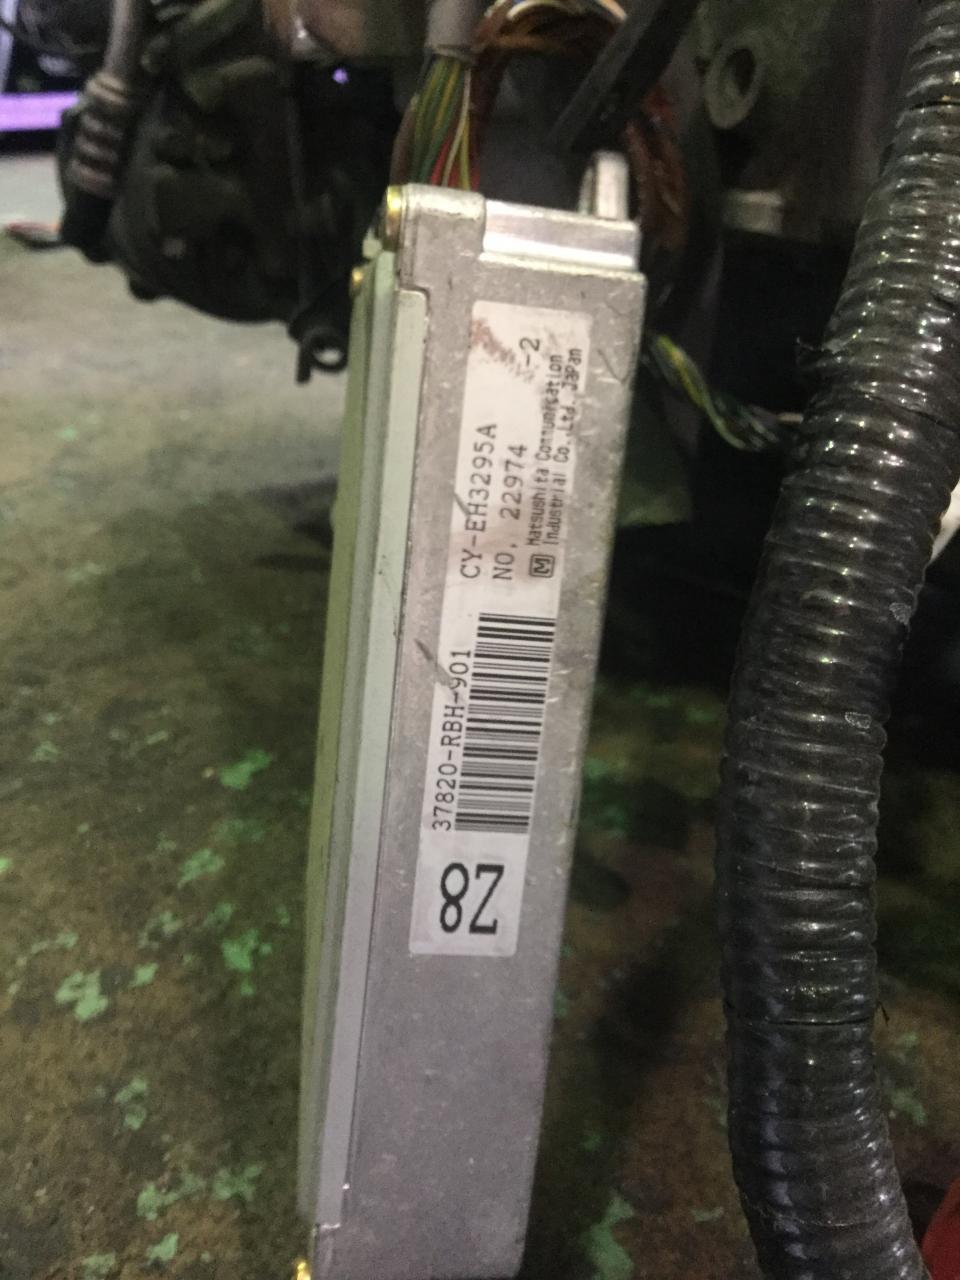 -2
CY-EH3295A
NO. 22974
M Matsushita Communication
Industrial Co.,Ltd. Japan
37820-RBH-901
8Z